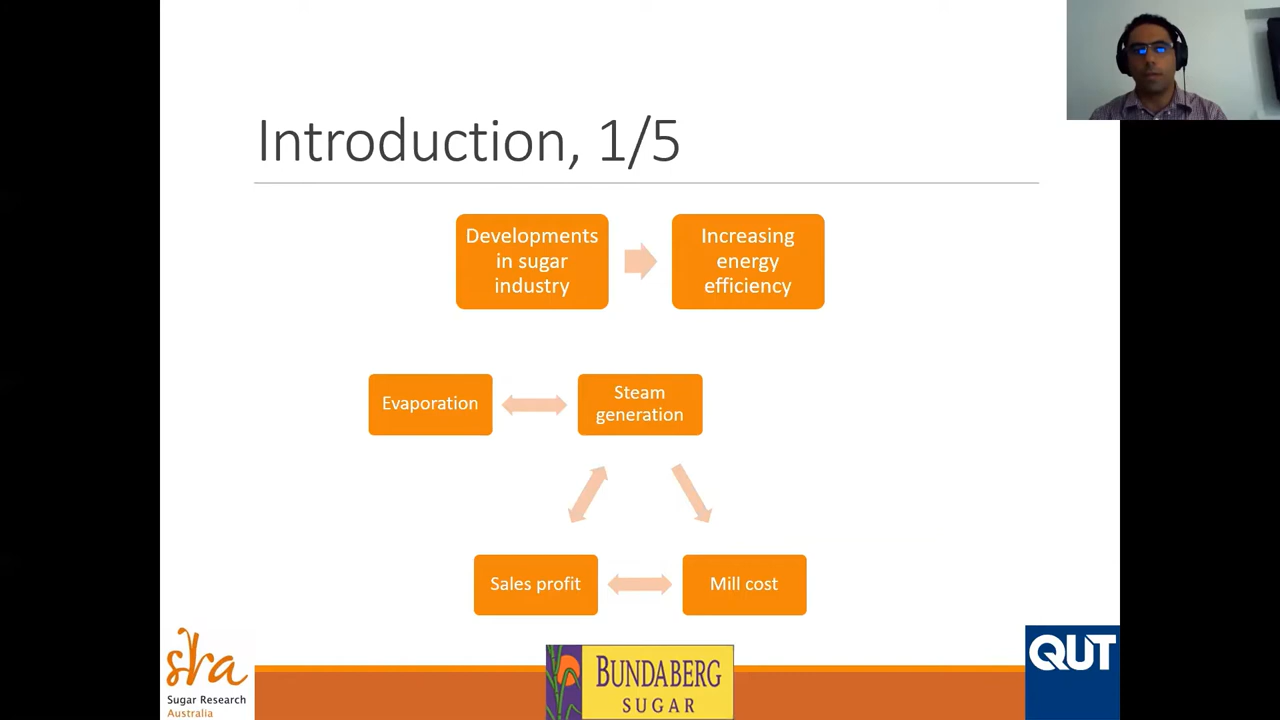 Introduction, 1/5
Developments
in sugar
industry
Increasing
energy
efficiency
Evaporation
Steam
generation
Sales profit
Mill cost
sra
Sugar Research
Australia
BUNDABERG
SUGAR
QUT